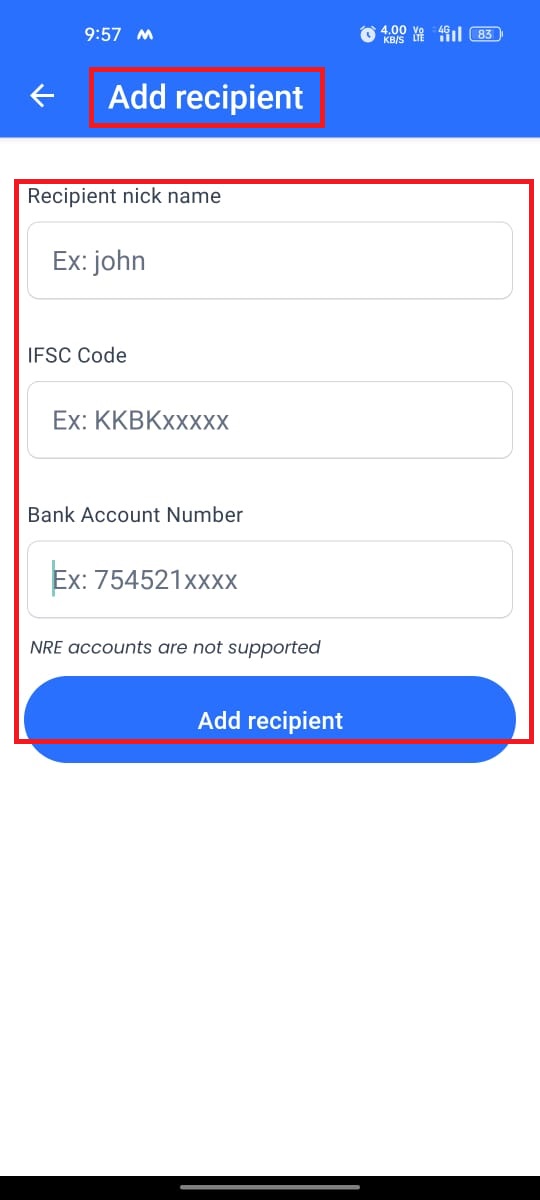 9:57
4.00 KB/S Vo LTE 4G 83
Add recipient
Recipient nick name
Ex: john
IFSC Code
Ex: KKBKxxxxx
Bank Account Number
Ex: 754521xxxx
NRE accounts are not supported
Add recipient